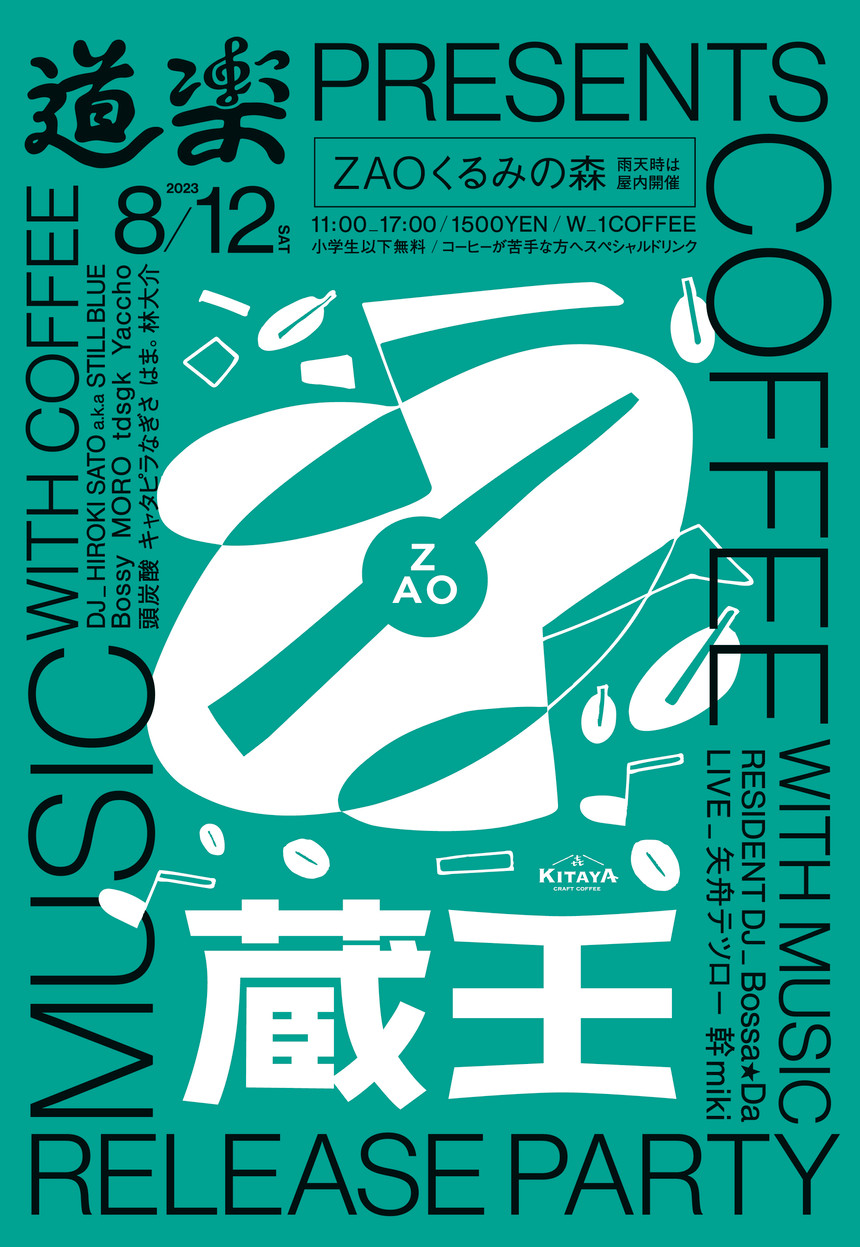 道楽
PRESENTS
ZAOくるみの森
雨天時は
屋内開催
2023
8/12
SAT
11:00_17:00/1500YEN/W_1COFFEE
小学生以下無料/コーヒーが苦手な方へスペシャルドリンク
COFFEE
WITH MUSIC
RESIDENT DJ_Bossa★Da
LIVE_矢舟テツロー 幹miki
MUSIC
WITH COFFEE
DJ_HIROKI SATO a.k.a STILL BLUE
Bossy MORO tdsgk Yaccho
頭炭酸 キャタピラなぎさ はま。林大介
Z
AO
㐂
KITAYA
CRAFT COFFEE
蔵王
RELEASE PARTY